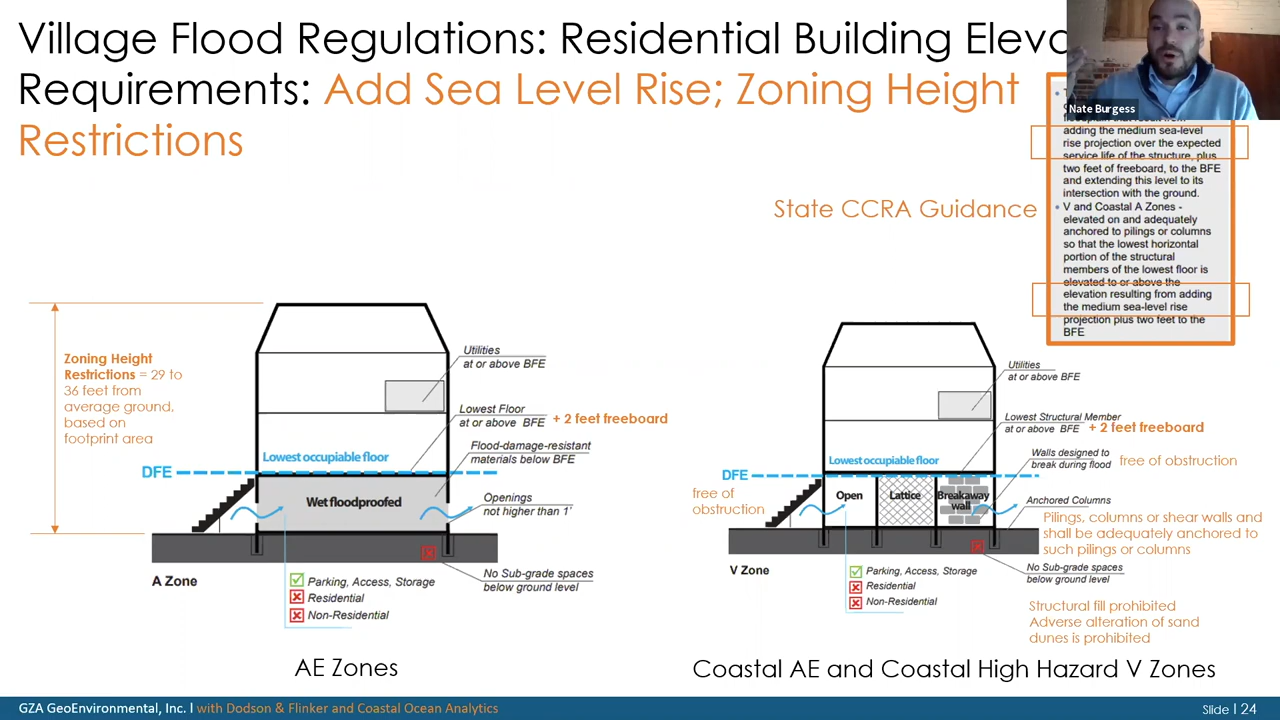 Village Flood Regulations: Residential Building Eleva
Requirements: Add Sea Level Rise; Zoning Height
Restrictions
Nate Burgess
adding the medium sea-level
rise projection over the expected
service life of the structure, plus
two feet of freeboard, to the BFE
and extending this level to its
intersection with the ground.
• V and Coastal A Zones -
elevated on and adequately
anchored to pilings or columns
so that the lowest horizontal
portion of the structural
members of the lowest floor is
elevated to or above the
elevation resulting from adding
the medium sea-level rise
projection plus two feet to the
BFE
State CCRA Guidance
Zoning Height
Restrictions = 29 to
36 feet from
average ground,
based on
footprint area
Utilities
at or above BFE
Lowest Floor
at or above BFE + 2 feet freeboard
Flood-damage-resistant
materials below BFE
Lowest occupiable floor
DFE
Wet floodproofed
Openings
not higher than 1'
A Zone
No Sub-grade spaces
below ground level
Parking, Access, Storage
Residential
Non-Residential
AE Zones
Utilities
at or above BFE
Lowest Structural Member
at or above BFE + 2 feet freeboard
Walls designed to
break during flood
free of obstruction
Lowest occupiable floor
DFE
free of
obstruction
Open
Lattice
Breakaway
wall
Anchored Columns
Pilings, columns or shear walls and
shall be adequately anchored to
such pilings or columns
V Zone
No Sub-grade spaces
below ground level
Parking, Access, Storage
Residential
Non-Residential
Structural fill prohibited
Adverse alteration of sand
dunes is prohibited
Coastal AE and Coastal High Hazard V Zones
GZA GeoEnvironmental, Inc. | with Dodson & Flinker and Coastal Ocean Analytics
Slide | 24